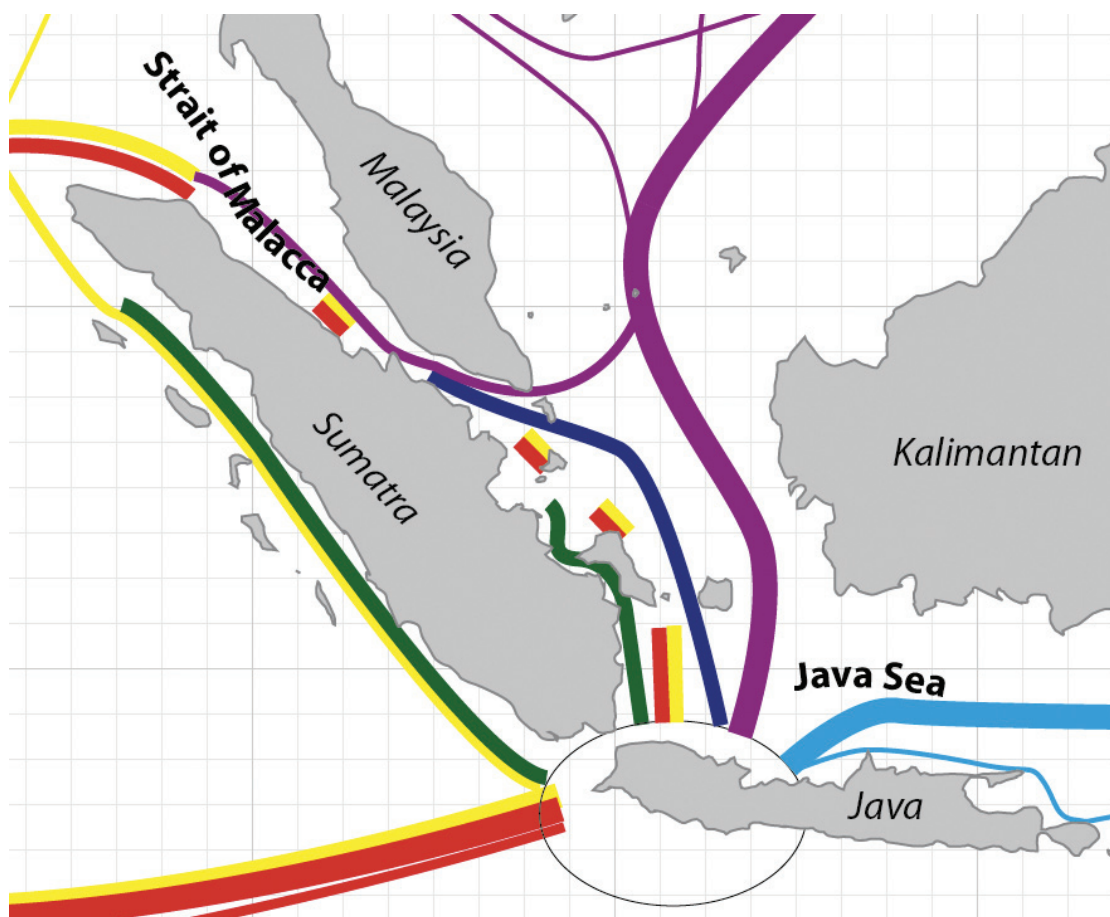 Strait of Malacca
Malaysia
Sumatra
Kalimantan
Java Sea
Java